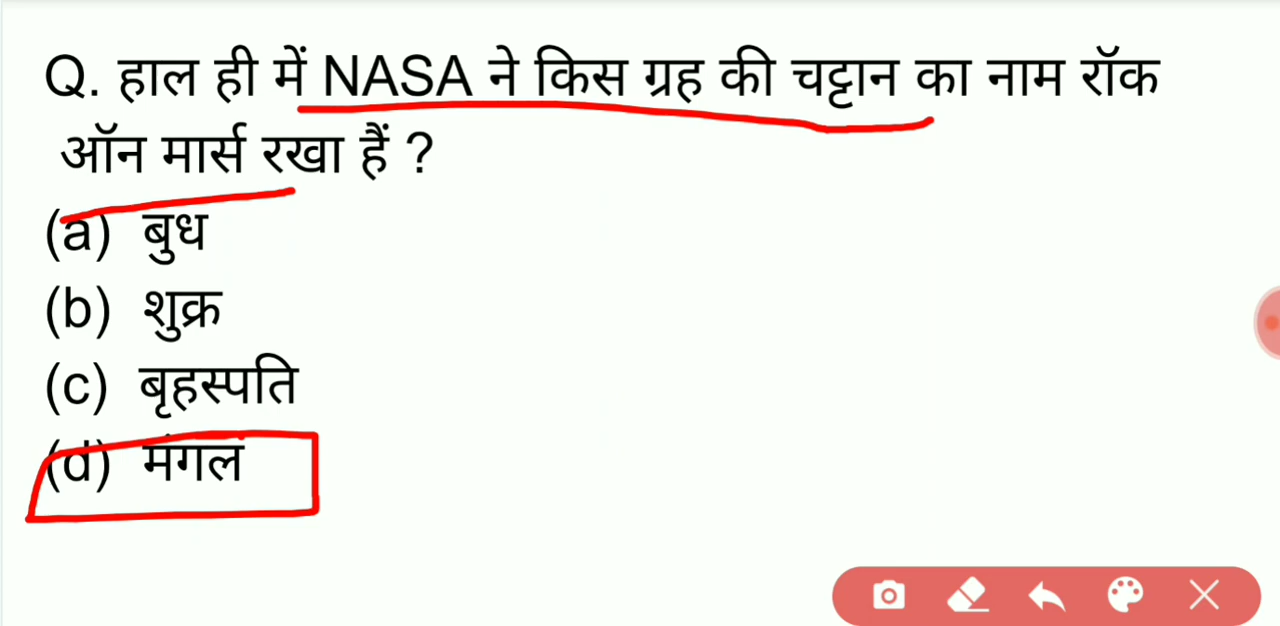 Q. हाल ही में NASA ने किस ग्रह की चट्टान का नाम रॉक
ऑन मार्स रखा हैं ?
(a) बुध
(b) शुक्र
(c) बृहस्पति
(d) मंगल